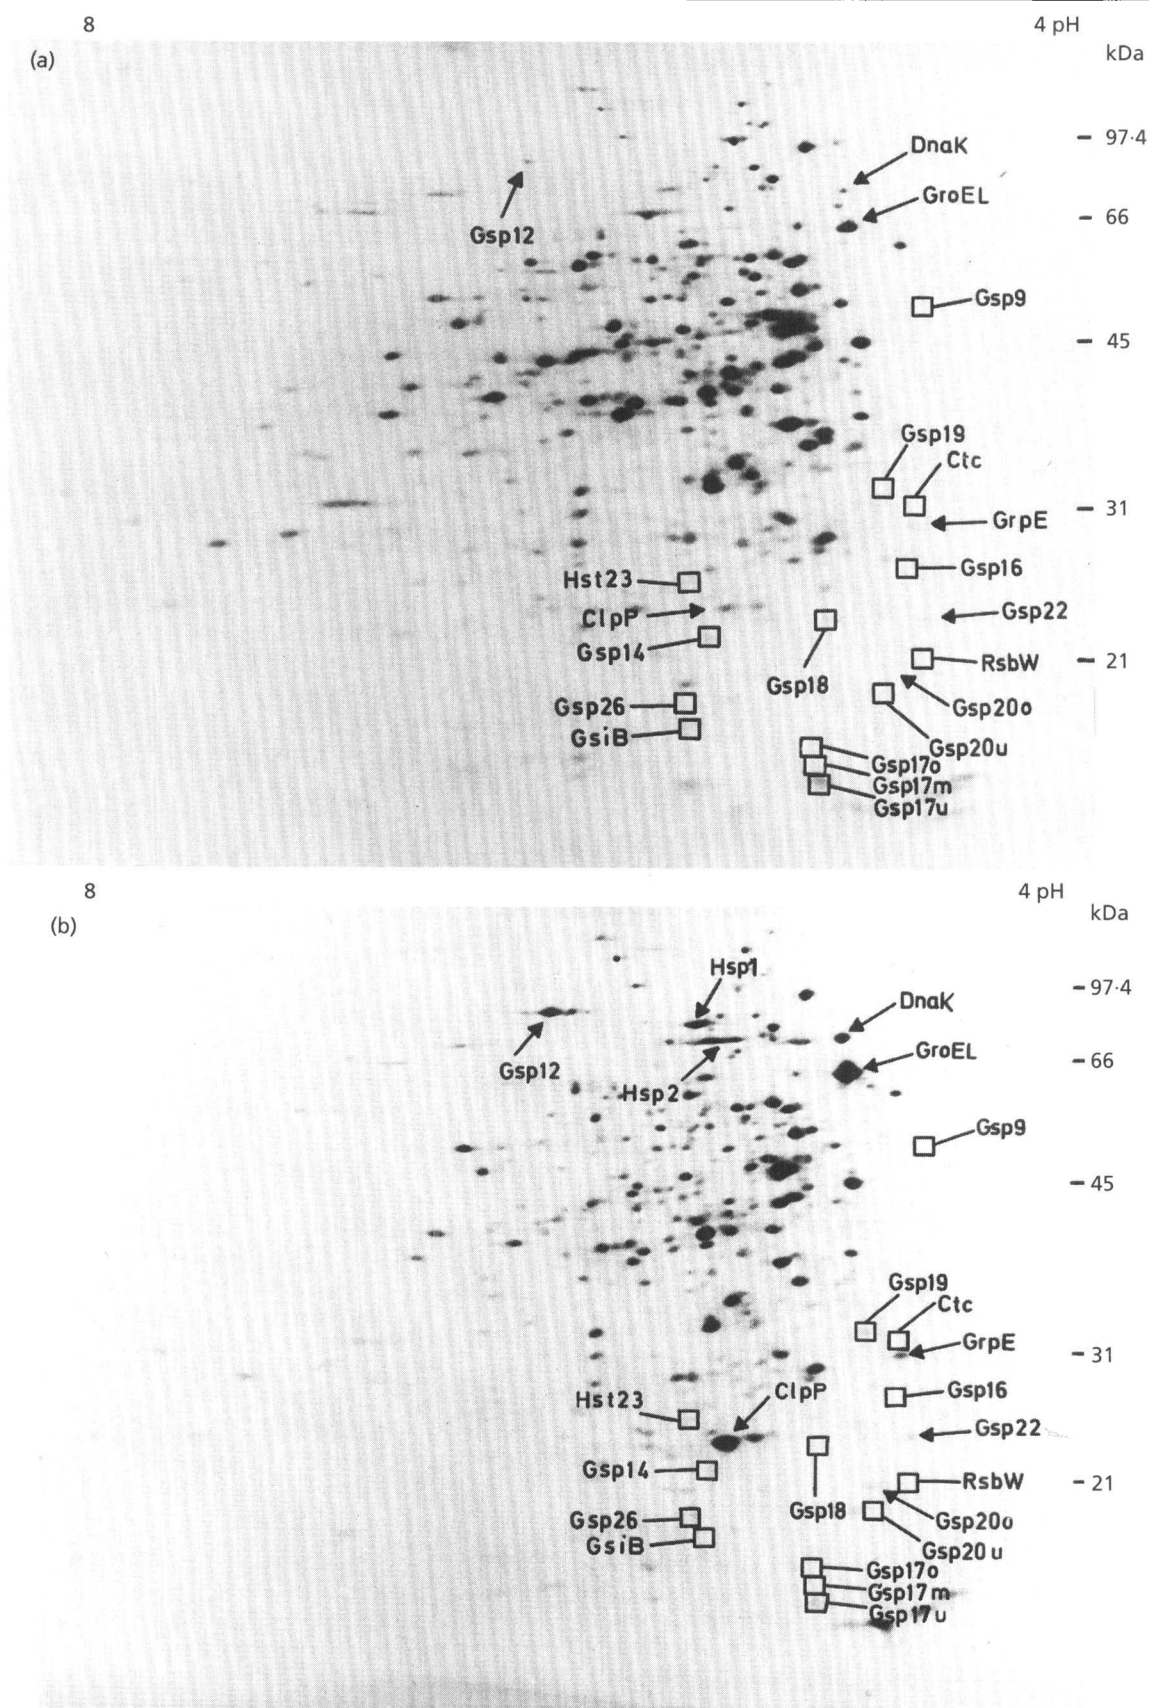 8 4 pH
(a) kDa
97·4
DnaK
GroEL
66
Gsp12
Gsp9
45
Gsp19
Ctc
31
GrpE
Hst23
Gsp16
ClpP
Gsp22
Gsp14
RsbW
21
Gsp18
Gsp26
Gsp20o
GsiB
Gsp20u
Gsp17o
Gsp17m
Gsp17u
8 4 pH
(b) kDa
Hsp1
97·4
DnaK
GroEL
66
Gsp12
Hsp2
Gsp9
45
Gsp19
Ctc
GrpE
31
ClpP
Gsp16
Hst23
Gsp22
Gsp14
RsbW
21
Gsp18
Gsp26
Gsp20o
GsiB
Gsp20u
Gsp17o
Gsp17m
Gsp17u